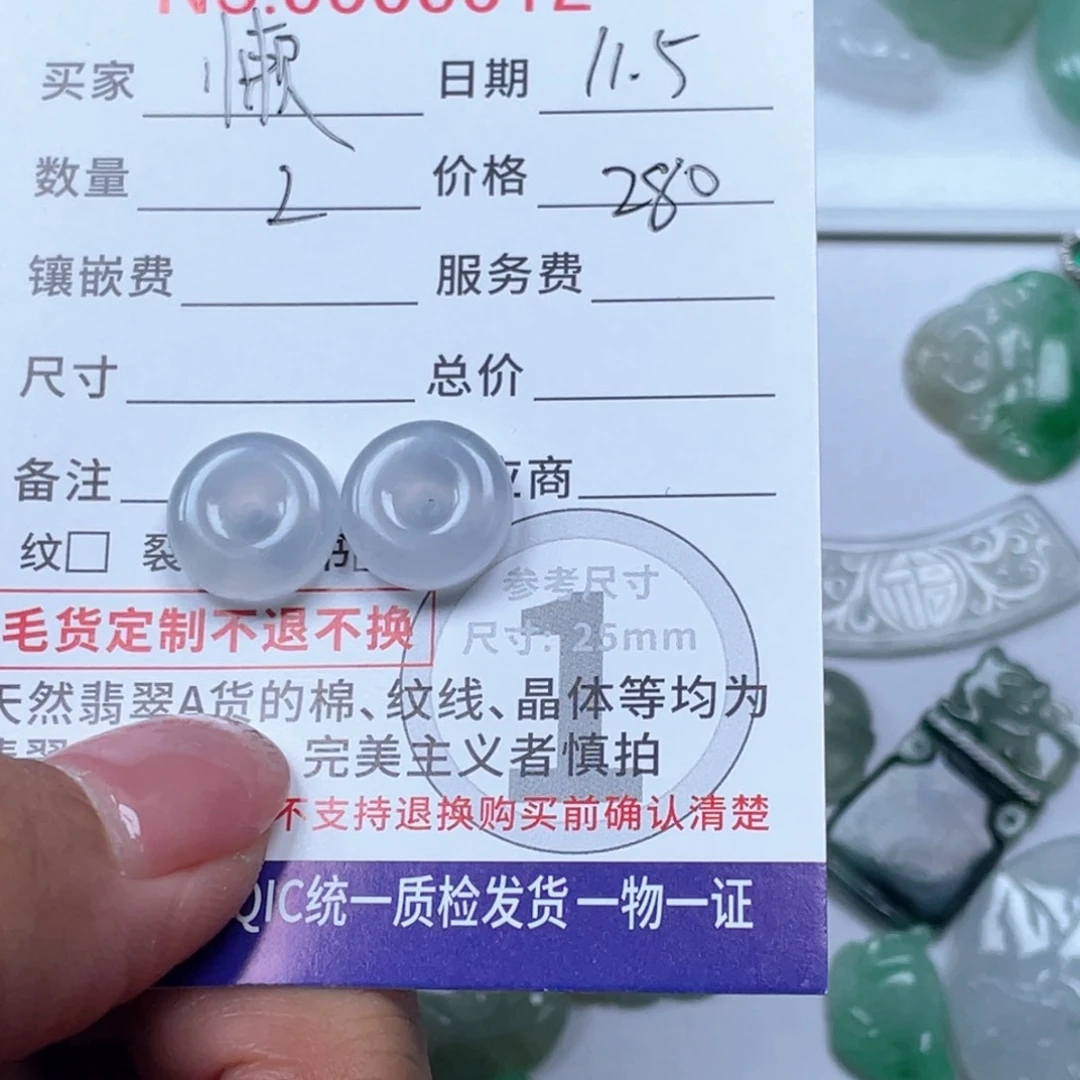 买家 懒 日期 11.5
数量 2 价格 280
镶嵌费 服务费
尺寸 总价
备注 应商
纹□ 裂
参考尺寸
毛货定制不退不换
尺寸: 25mm
1
天然翡翠A货的棉、纹线、晶体等均为
完美主义者慎拍
不支持退换购买前确认清楚
QIC统一质检发货一物一证